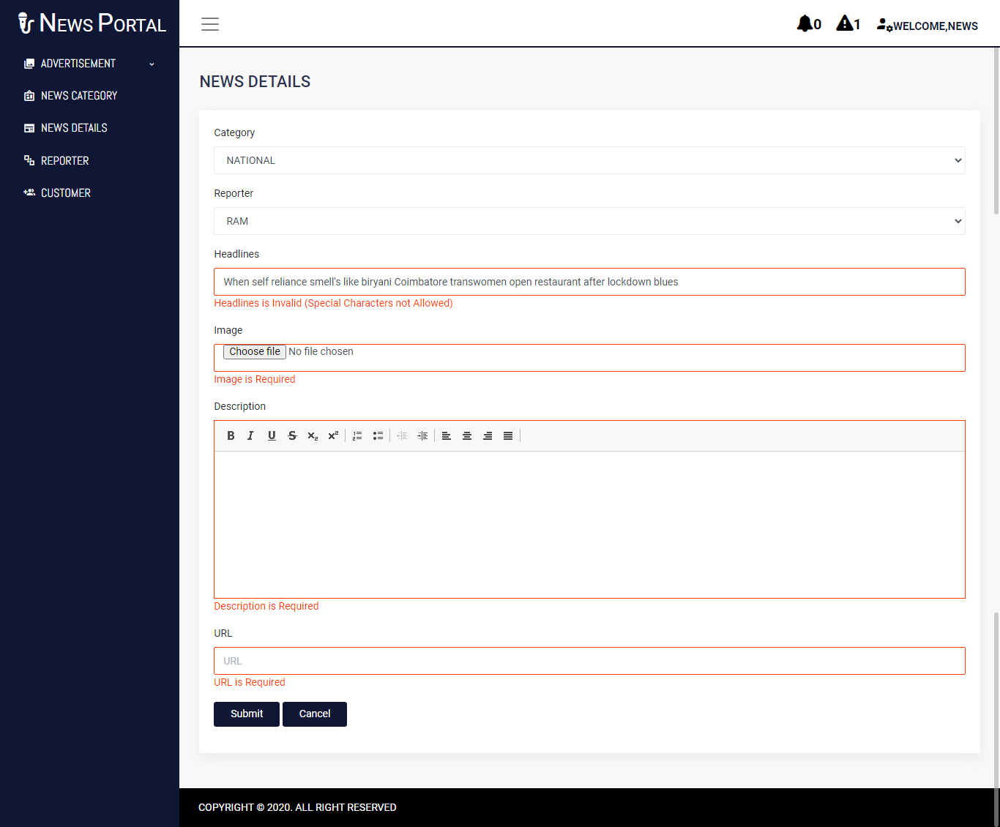 NEWS PORTAL
0
1
WELCOME,NEWS
ADVERTISEMENT
NEWS CATEGORY
NEWS DETAILS
REPORTER
CUSTOMER
NEWS DETAILS
Category
NATIONAL
Reporter
RAM
Headlines
When self reliance smell's like biryani Coimbatore transwomen open restaurant after lockdown blues
Headlines is Invalid (Special Characters not Allowed)
Image
Choose file No file chosen
Image is Required
Description
B I U S x₂ x²
Description is Required
URL
URL
URL is Required
Submit Cancel
COPYRIGHT © 2020. ALL RIGHT RESERVED